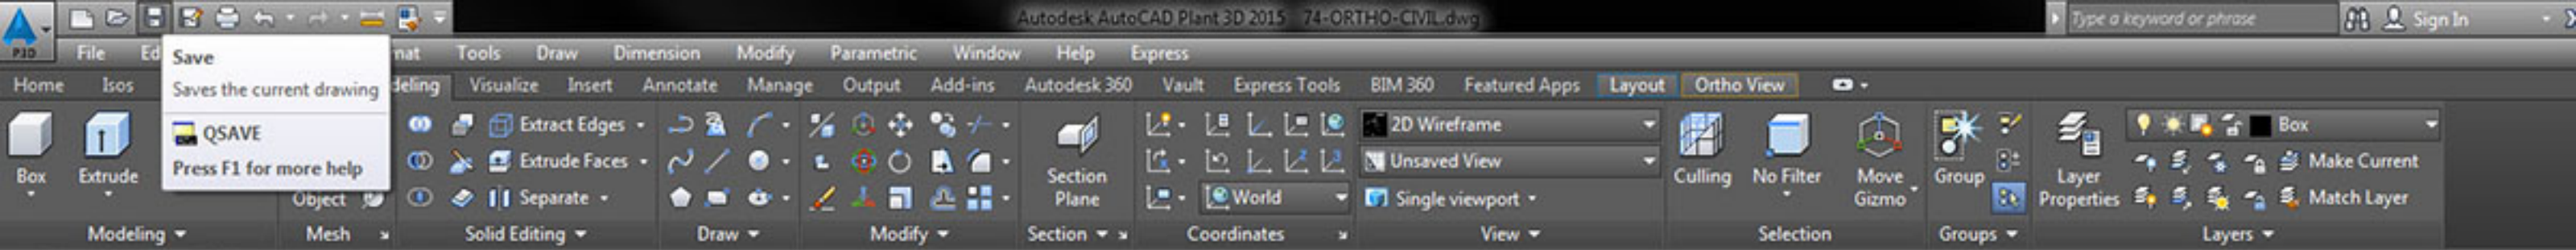 Autodesk AutoCAD Plant 3D 2015 74-ORTHO-CIVIL.dwg
Type a keyword or phrase
Sign In
P3D
File Ed mat Tools Draw Dimension Modify Parametric Window Help Express
Save
Saves the current drawing
QSAVE
Press F1 for more help
Home Isos deling Visualize Insert Annotate Manage Output Add-ins Autodesk 360 Vault Express Tools BIM 360 Featured Apps Layout Ortho View
Box
Extrude
Object
Extract Edges
Extrude Faces
Separate
Section
Plane
World
2D Wireframe
Unsaved View
Single viewport
Culling
No Filter
Move
Gizmo
Group
Layer
Properties
Box
Make Current
Match Layer
Modeling Mesh Solid Editing Draw Modify Section Coordinates View Selection Groups Layers